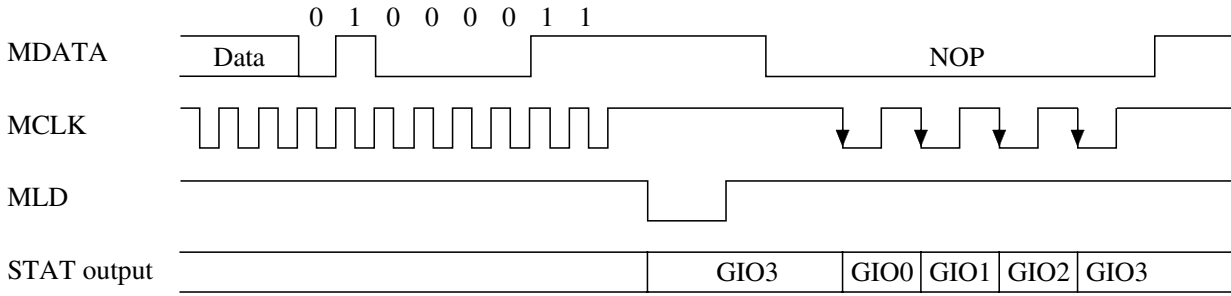 0 1 0 0 0 0 1 1
MDATA Data NOP
MCLK
MLD
STAT output GIO3 GIO0 GIO1 GIO2 GIO3